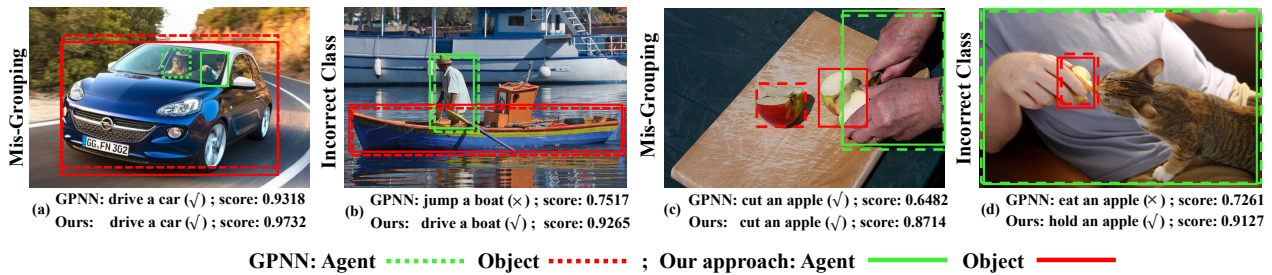 Mis-Grouping
GG.FN 302
(a) GPNN: drive a car (√) ; score: 0.9318
Ours: drive a car (√) ; score: 0.9732
Incorrect Class
(b) GPNN: jump a boat (×) ; score: 0.7517
Ours: drive a boat (√) ; score: 0.9265
Mis-Grouping
(c) GPNN: cut an apple (√) ; score: 0.6482
Ours: cut an apple (√) ; score: 0.8714
Incorrect Class
(d) GPNN: eat an apple (×) ; score: 0.7261
Ours: hold an apple (√) ; score: 0.9127
GPNN: Agent Object ; Our approach: Agent Object